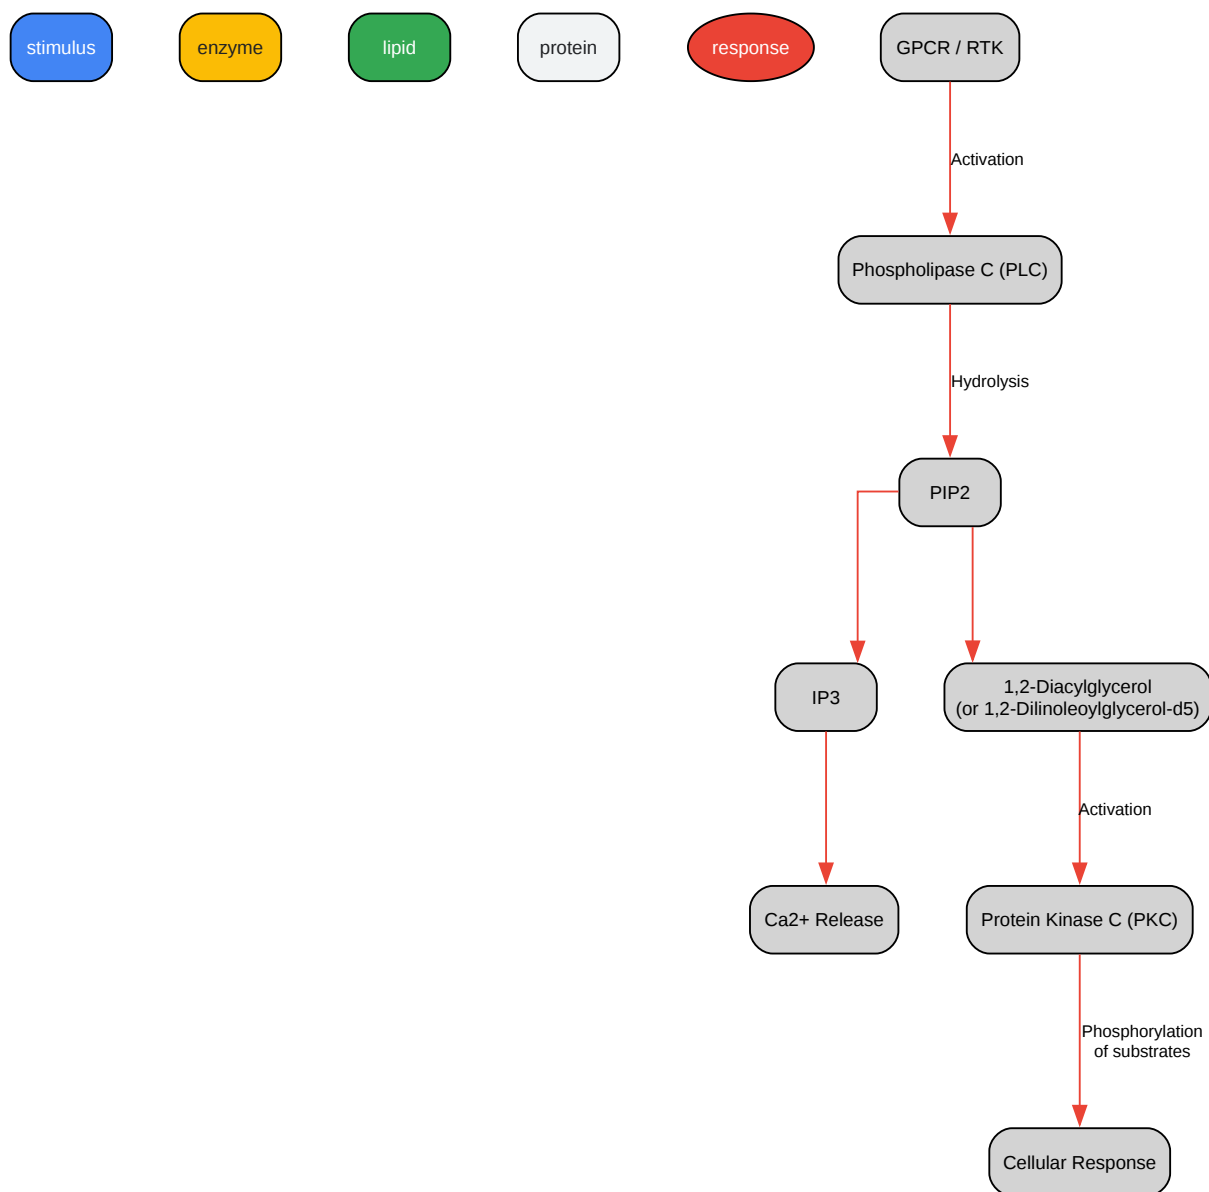 stimulus
enzyme
lipid
protein
response
GPCR / RTK
Activation
Phospholipase C (PLC)
Hydrolysis
PIP2
IP3
1,2-Diacylglycerol
(or 1,2-Dilinoleoylglycerol-d5)
Activation
Ca2+ Release
Protein Kinase C (PKC)
Phosphorylation
of substrates
Cellular Response